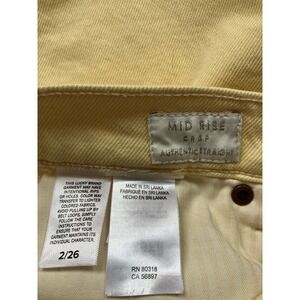 MID RISE
CROP
AUTHENTIC STRAIGHT
THIS LUCKY BRAND
GARMENT MAY HAVE
INTENTIONAL RIPS
OR HOLES. COLOR MAY
TRANSFER TO LIGHTER
COLORED FABRICS.
AVOID PULLING UP BY
BELT LOOPS. SIMPLY
FOLLOW THE CARE
INSTRUCTIONS TO
ENSURE THAT YOUR
GARMENT MAINTAINS ITS
INDIVIDUAL CHARACTER.
2/26
MADE IN SRI LANKA
FABRIQUÉ EN SRI LANKA
HECHO EN SRI LANKA
RN 80318
CA 56897